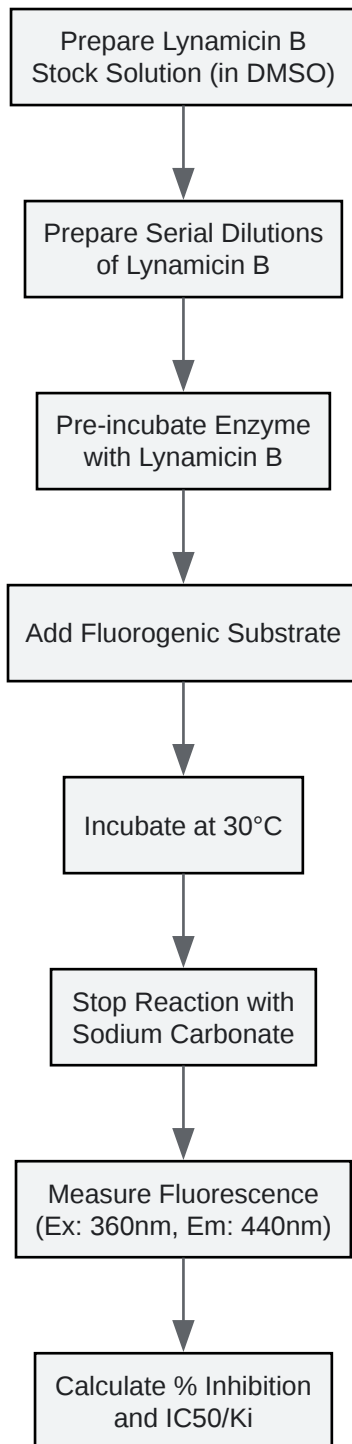 Prepare Lynamicin B
Stock Solution (in DMSO)
Prepare Serial Dilutions
of Lynamicin B
Pre-incubate Enzyme
with Lynamicin B
Add Fluorogenic Substrate
Incubate at 30°C
Stop Reaction with
Sodium Carbonate
Measure Fluorescence
(Ex: 360nm, Em: 440nm)
Calculate % Inhibition
and IC50/Ki